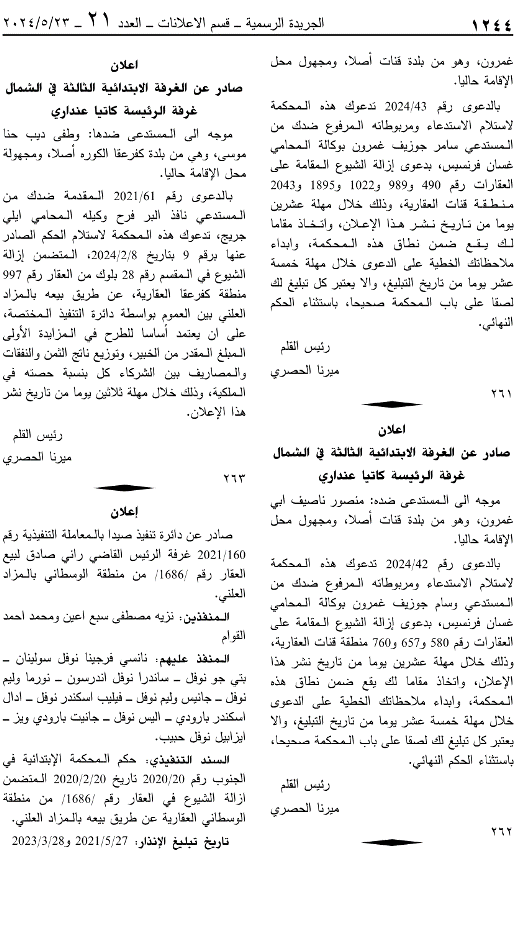 ١٢٤٤
الجريدة الرسمية ــ قسم الاعلانات ــ العدد ٢١ ــ ٢٠٢٤/٥/٢٣
غمرون، وهو من بلدة قنات أصلا، ومجهول محل
الإقامة حاليا.
بالدعوى رقم 2024/43 تدعوك هذه المحكمة
لاستلام الاستدعاء ومربوطاته المرفوع ضدك من
المستدعي سامر جوزيف غمرون بوكالة المحامي
غسان فرنسيس، بدعوى إزالة الشيوع المقامة على
العقارات رقم 490 و989 و1022 و1895 و2043
منطقة قنات العقارية، وذلك خلال مهلة عشرين
يوما من تاريخ نشر هذا الإعلان، واتخاذ مقاما
لك يقع ضمن نطاق هذه المحكمة، وابداء
ملاحظاتك الخطية على الدعوى خلال مهلة خمسة
عشر يوما من تاريخ التبليغ، والا يعتبر كل تبليغ لك
لصقا على باب المحكمة صحيحا، باستثناء الحكم
النهائي.
رئيس القلم
ميرنا الحصري
٢٦١
اعلان
صادر عن الغرفة الابتدائية الثالثة في الشمال
غرفة الرئيسة كاتيا عنداري
موجه الى المستدعى ضده: منصور ناصيف ابي
غمرون، وهو من بلدة قنات أصلا، ومجهول محل
الإقامة حاليا.
بالدعوى رقم 2024/42 تدعوك هذه المحكمة
لاستلام الاستدعاء ومربوطاته المرفوع ضدك من
المستدعي وسام جوزيف غمرون بوكالة المحامي
غسان فرنسيس، بدعوى إزالة الشيوع المقامة على
العقارات رقم 580 و657 و760 منطقة قنات العقارية،
وذلك خلال مهلة عشرين يوما من تاريخ نشر هذا
الإعلان، واتخاذ مقاما لك يقع ضمن نطاق هذه
المحكمة، وابداء ملاحظاتك الخطية على الدعوى
خلال مهلة خمسة عشر يوما من تاريخ التبليغ، والا
يعتبر كل تبليغ لك لصقا على باب المحكمة صحيحا،
باستثناء الحكم النهائي.
رئيس القلم
ميرنا الحصري
٢٦٢
اعلان
صادر عن الغرفة الابتدائية الثالثة في الشمال
غرفة الرئيسة كاتيا عنداري
موجه الى المستدعى ضدها: وطفى ديب حنا
موسى، وهي من بلدة كفرعقا الكوره أصلا، ومجهولة
محل الإقامة حاليا.
بالدعوى رقم 2021/61 المقدمة ضدك من
المستدعي نافذ البر فرح وكيله المحامي ايلي
جريج، تدعوك هذه المحكمة لاستلام الحكم الصادر
عنها برقم 9 بتاريخ 2024/2/8، المتضمن إزالة
الشيوع في المقسم رقم 28 بلوك من العقار رقم 997
منطقة كفرعقا العقارية، عن طريق بيعه بالمزاد
العلني بين العموم بواسطة دائرة التنفيذ المختصة،
على ان يعتمد أساسا للطرح في المزايدة الأولى
المبلغ المقدر من الخبير، وتوزيع ناتج الثمن والنفقات
والمصاريف بين الشركاء كل بنسبة حصته في
الملكية، وذلك خلال مهلة ثلاثين يوما من تاريخ نشر
هذا الإعلان.
رئيس القلم
ميرنا الحصري
٢٦٣
إعلان
صادر عن دائرة تنفيذ صيدا بالمعاملة التنفيذية رقم
2021/160 غرفة الرئيس القاضي راني صادق لبيع
العقار رقم /1686/ من منطقة الوسطاني بالمزاد
العلني.
المنفذين: نزيه مصطفى سبع اعين ومحمد احمد
القوام
المنفذ عليهم: نانسي فرجينا نوفل سولينان ــ
بتي جو نوفل ــ ساندرا نوفل اندرسون ــ نورما وليم
نوفل ــ جانيس وليم نوفل ــ فيليب اسكندر نوفل ــ ادال
اسكندر بارودي ــ اليس نوفل ــ جانيت بارودي ويز ــ
ايزابيل نوفل حبيب.
السند التنفيذي: حكم المحكمة الإبتدائية في
الجنوب رقم 2020/20 تاريخ 2020/2/20 المتضمن
ازالة الشيوع في العقار رقم /1686/ من منطقة
الوسطاني العقارية عن طريق بيعه بالمزاد العلني.
تاريخ تبليغ الإنذار: 2021/5/27 و2023/3/28